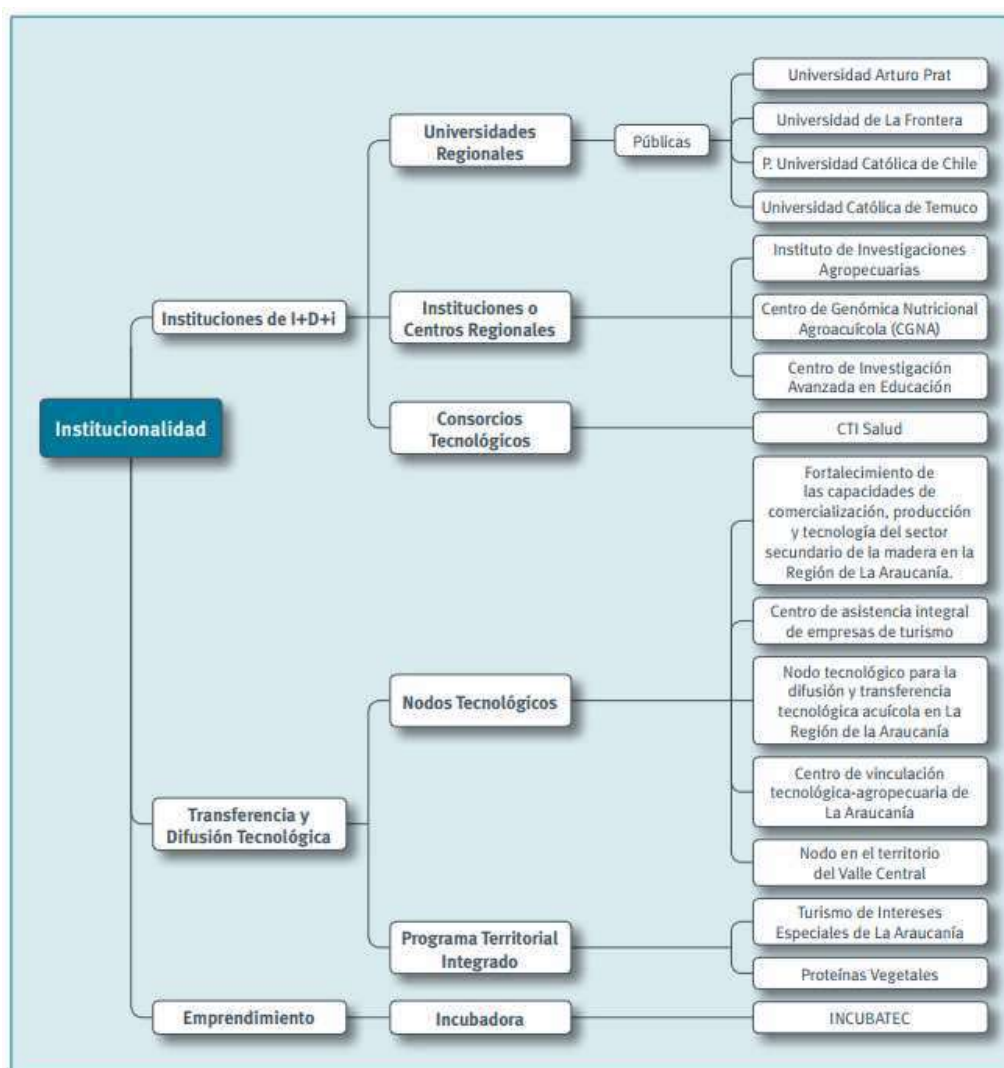 Institucionalidad
Instituciones de I+D+i
Universidades
Regionales
Públicas
Universidad Arturo Prat
Universidad de La Frontera
P. Universidad Católica de Chile
Universidad Católica de Temuco
Instituciones o
Centros Regionales
Instituto de Investigaciones
Agropecuarias
Centro de Genómica Nutricional
Agroacuícola (CGNA)
Centro de Investigación
Avanzada en Educación
Consorcios
Tecnológicos
CTI Salud
Transferencia y
Difusión Tecnológica
Nodos Tecnológicos
Fortalecimiento de
las capacidades de
comercialización, producción
y tecnología del sector
secundario de la madera en la
Región de La Araucanía.
Centro de asistencia integral
de empresas de turismo
Nodo tecnológico para la
difusión y transferencia
tecnológica acuícola en La
Región de la Araucanía
Centro de vinculación
tecnológica-agropecuaria de
La Araucanía
Nodo en el territorio
del Valle Central
Programa Territorial
Integrado
Turismo de Intereses
Especiales de La Araucanía
Proteínas Vegetales
Emprendimiento
Incubadora
INCUBATEC